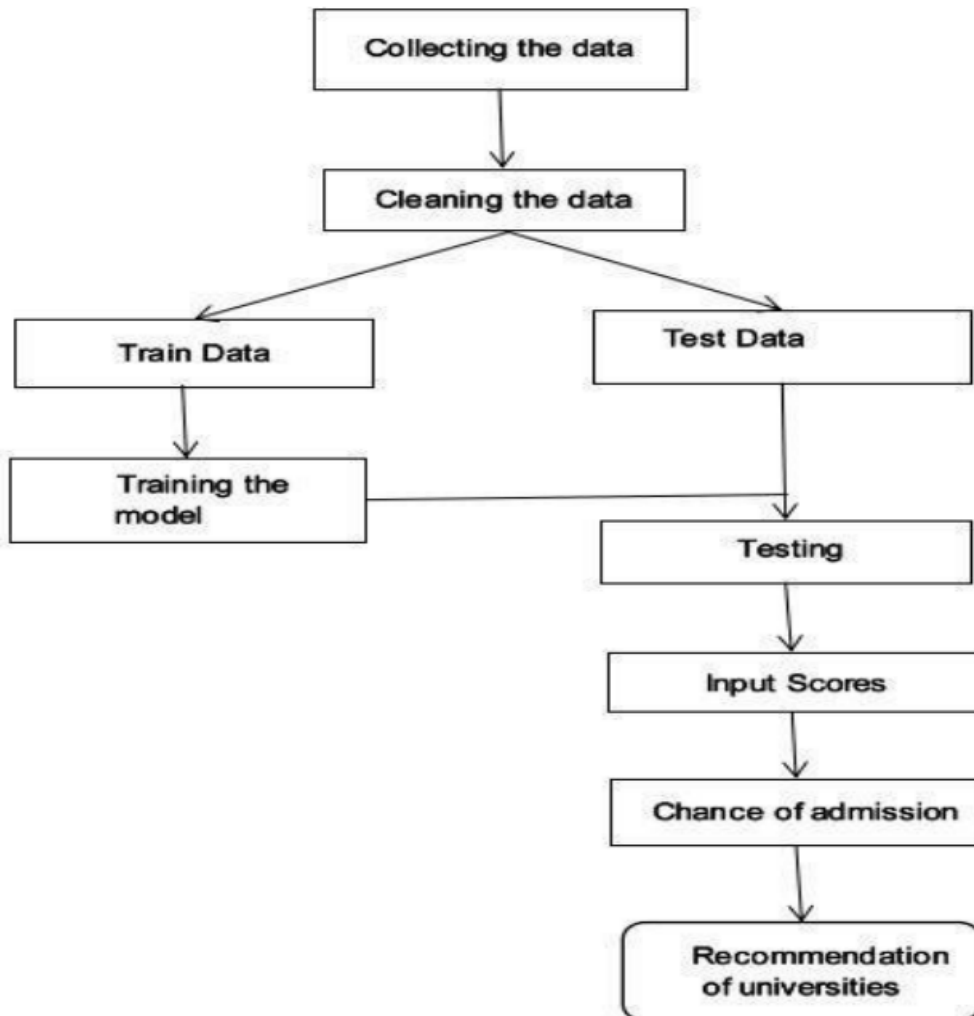 Collecting the data
Cleaning the data
Train Data
Test Data
Training the
model
Testing
Input Scores
Chance of admission
Recommendation
of universities